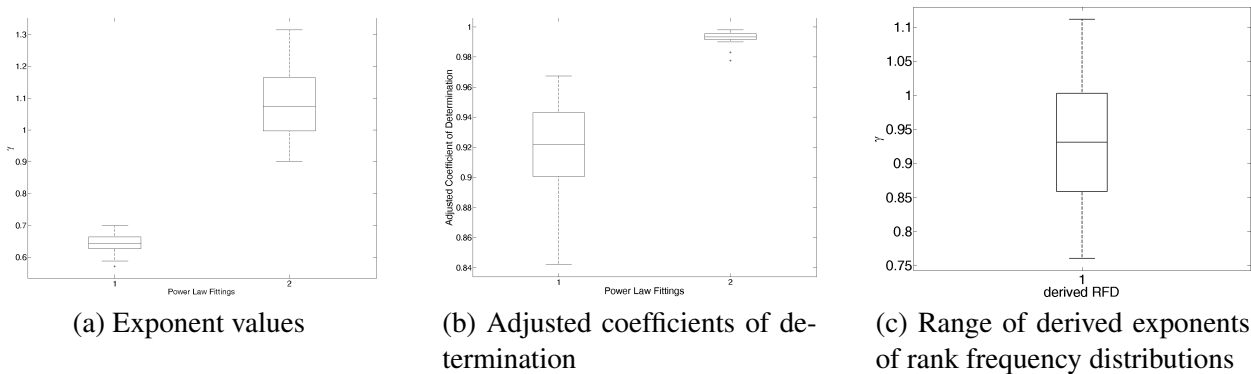 1.3
1.2
1.1
1
0.9
0.8
0.7
0.6
γ
1
2
Power Law Fittings
(a) Exponent values
1
0.98
0.96
0.94
0.92
0.9
0.88
0.86
0.84
Adjusted Coefficient of Determination
1
2
Power Law Fittings
(b) Adjusted coefficients of de-
termination
1.1
1.05
1
0.95
0.9
0.85
0.8
0.75
γ
1
derived RFD
(c) Range of derived exponents
of rank frequency distributions